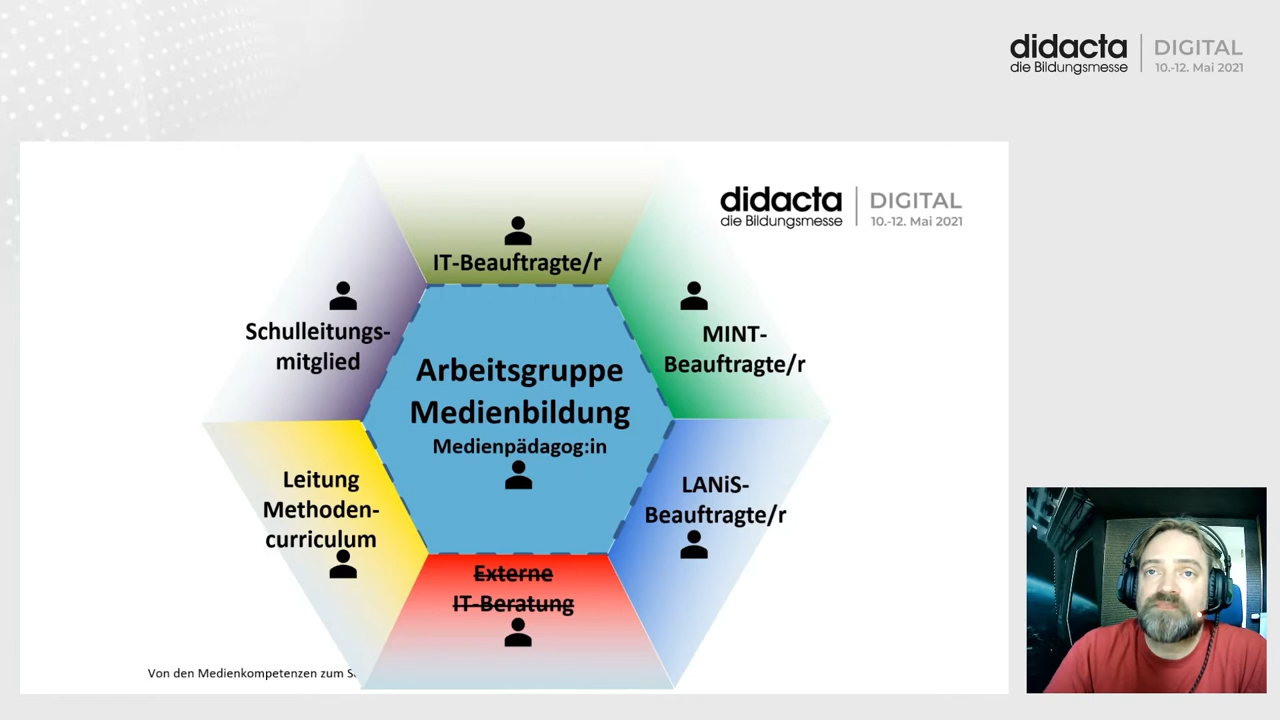 didacta
die Bildungsmesse
DIGITAL
10.-12. Mai 2021
didacta
die Bildungsmesse
DIGITAL
10.-12. Mai 2021
IT-Beauftragte/r
Schulleitungs-
mitglied
MINT-
Beauftragte/r
Arbeitsgruppe
Medienbildung
Medienpädagog:in
Leitung
Methoden-
curriculum
LANiS-
Beauftragte/r
Externe
IT-Beratung
Von den Medienkompetenzen zum